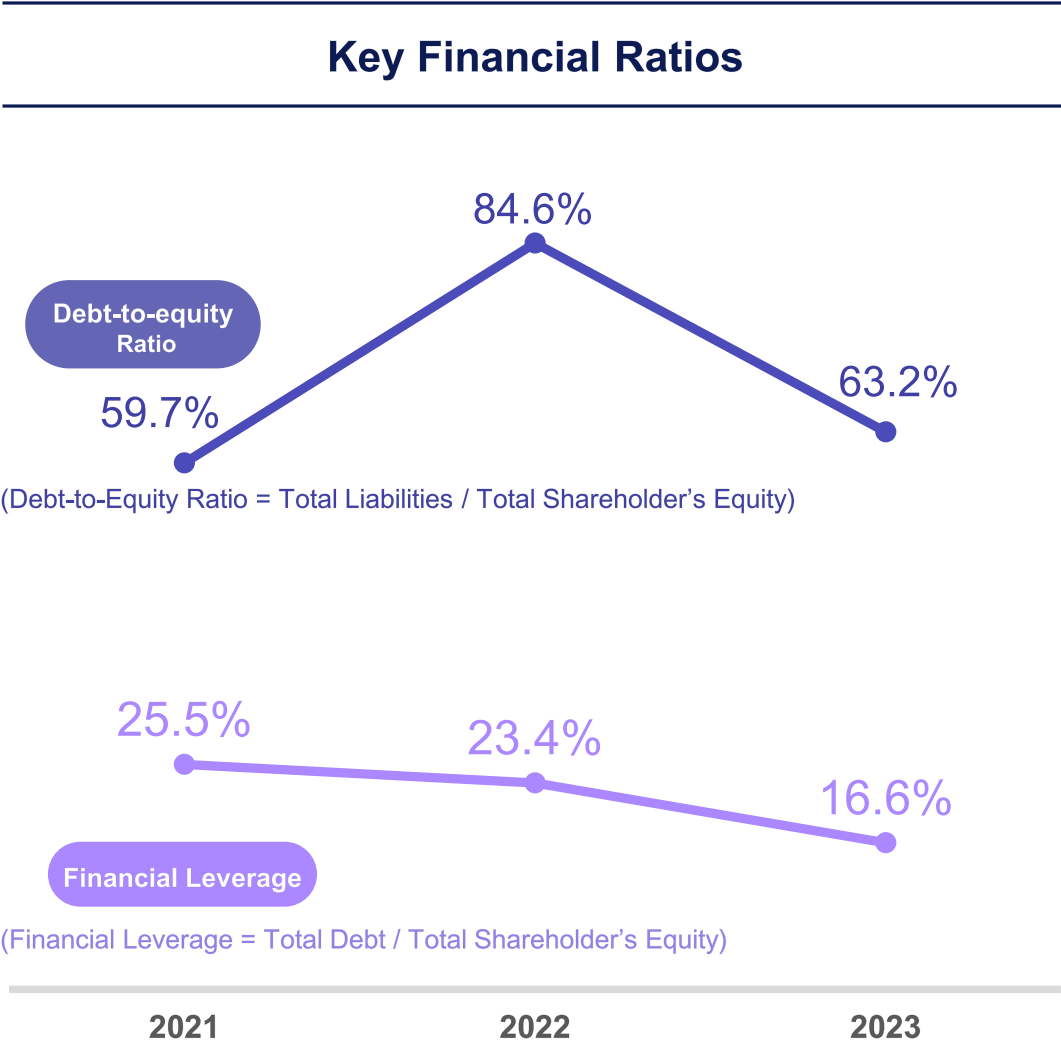 Key Financial Ratios
84.6%
Debt-to-equity
Ratio
63.2%
59.7%
(Debt-to-Equity Ratio = Total Liabilities / Total Shareholder’s Equity)
25.5%
23.4%
16.6%
Financial Leverage
(Financial Leverage = Total Debt / Total Shareholder’s Equity)
2021 2022 2023